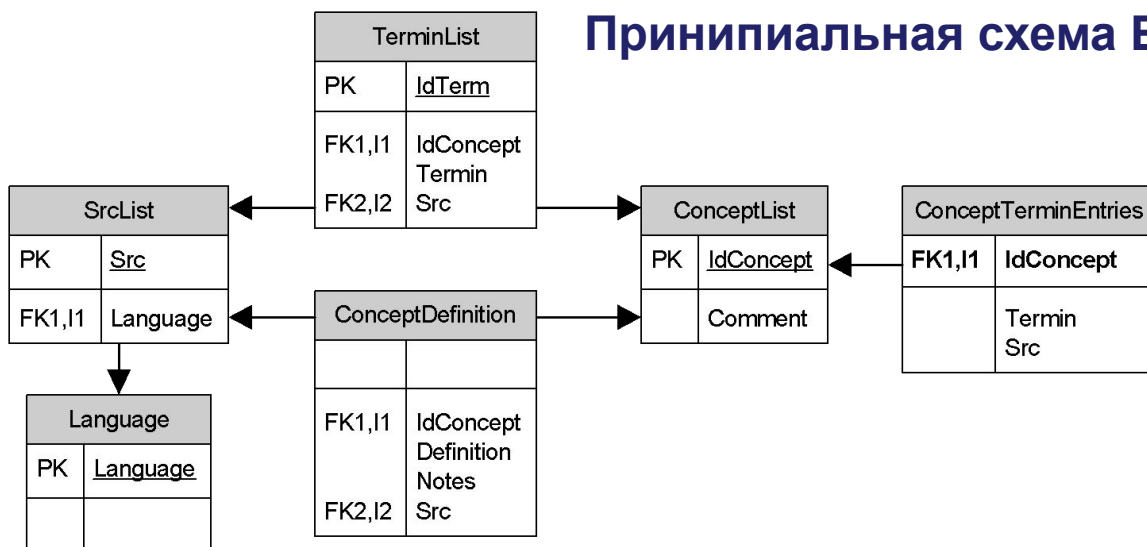 Принипиальная схема
TerminList
PK IdTerm
FK1,I1 IdConcept
Termin
FK2,I2 Src
SrcList
PK Src
FK1,I1 Language
ConceptList
PK IdConcept
Comment
ConceptTerminEntries
FK1,I1 IdConcept
Termin
Src
ConceptDefinition
FK1,I1 IdConcept
Definition
Notes
FK2,I2 Src
Language
PK Language